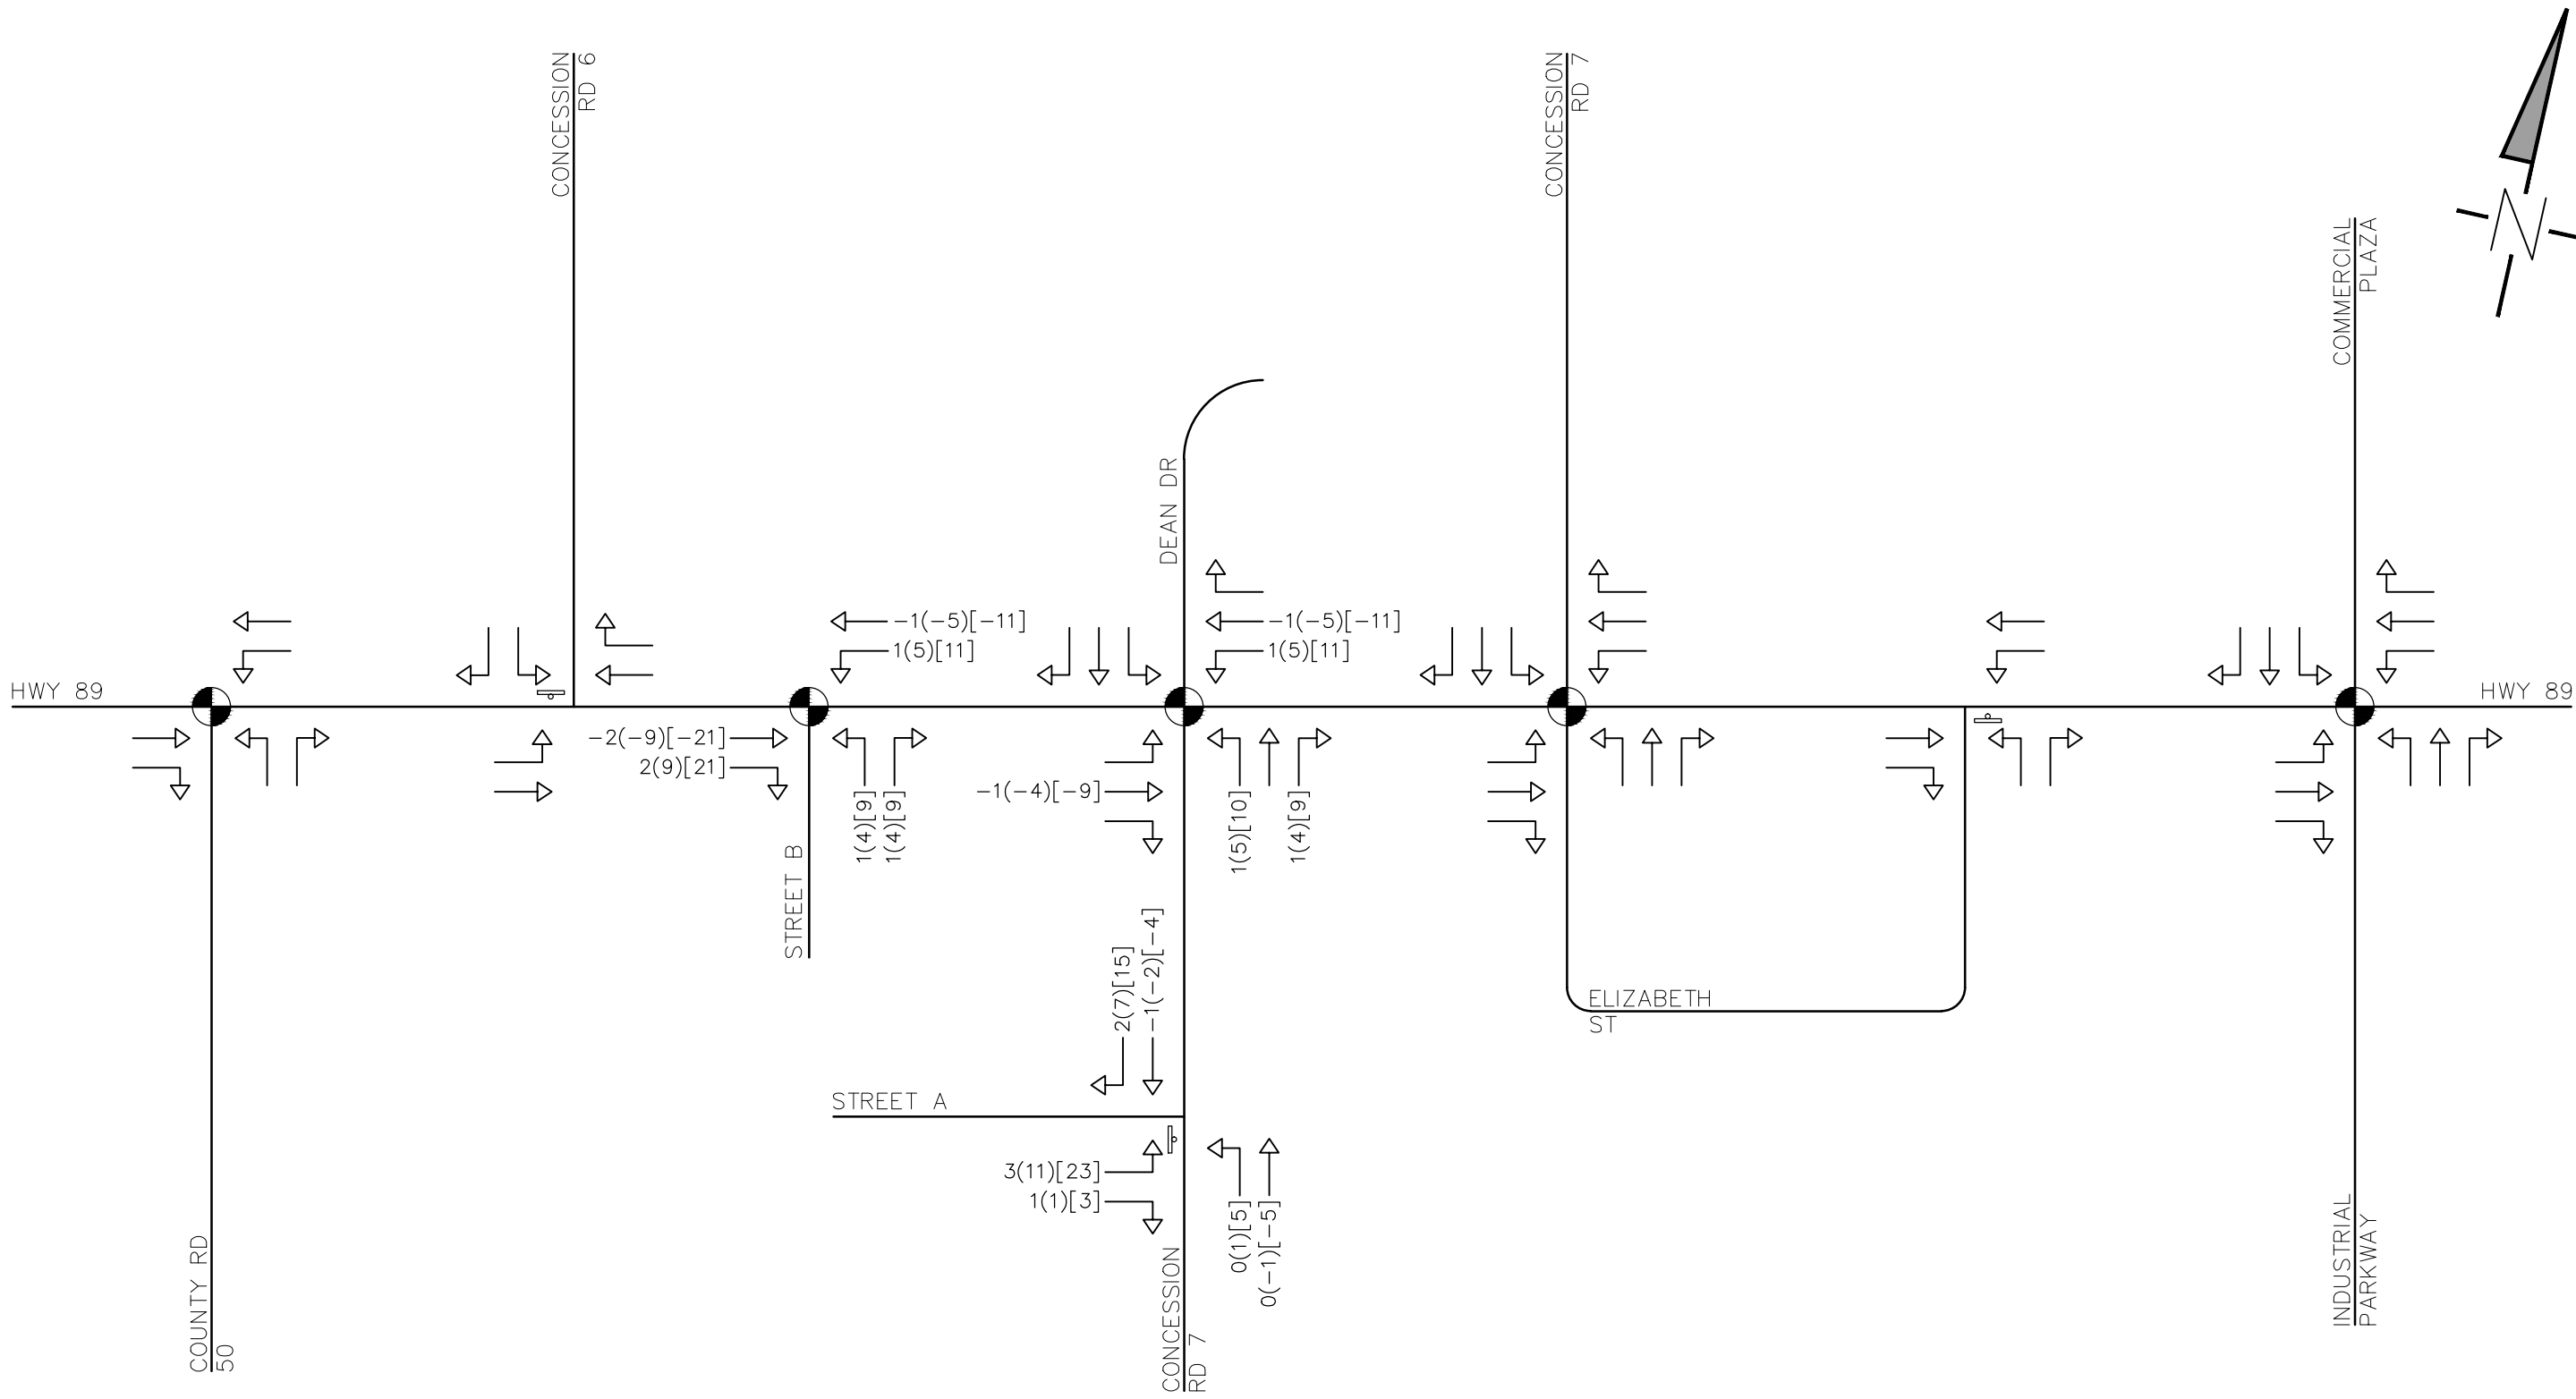 CONCESSION
RD 6
CONCESSION
RD 7
N
COMMERCIAL
PLAZA
DEAN DR
HWY 89
-1(-5)[-11]
1(5)[11]
-1(-5)[-11]
1(5)[11]
HWY 89
-2(-9)[-21]
2(9)[21]
1(4)[9]
1(4)[9]
STREET B
-1(-4)[-9]
1(5)[10]
1(4)[9]
2(7)[15]
-1(-2)[-4]
ELIZABETH
ST
STREET A
3(11)[23]
1(1)[3]
0(1)[5]
0(-1)[-5]
COUNTY RD
50
CONCESSION
RD 7
INDUSTRIAL
PARKWAY